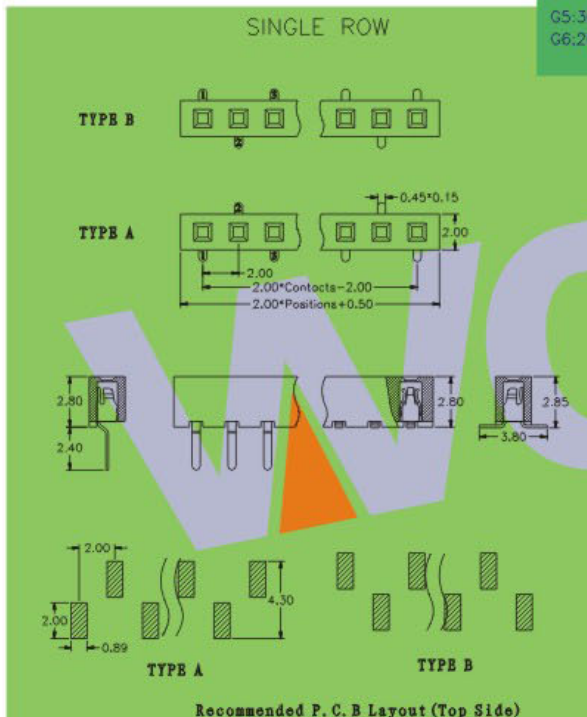 G5:3
G6:2
SINGLE ROW
1 3
TYPE B
2
2
0.45*0.15
TYPE A
2.00
1 3
2.00
2.00*Contacts-2.00
2.00*Positions+0.50
2.80
2.40
2.80
2.85
3.80
2.00
2.00
4.30
0.89
TYPE A
TYPE B
Recommended P.C.B Layout(Top Side)